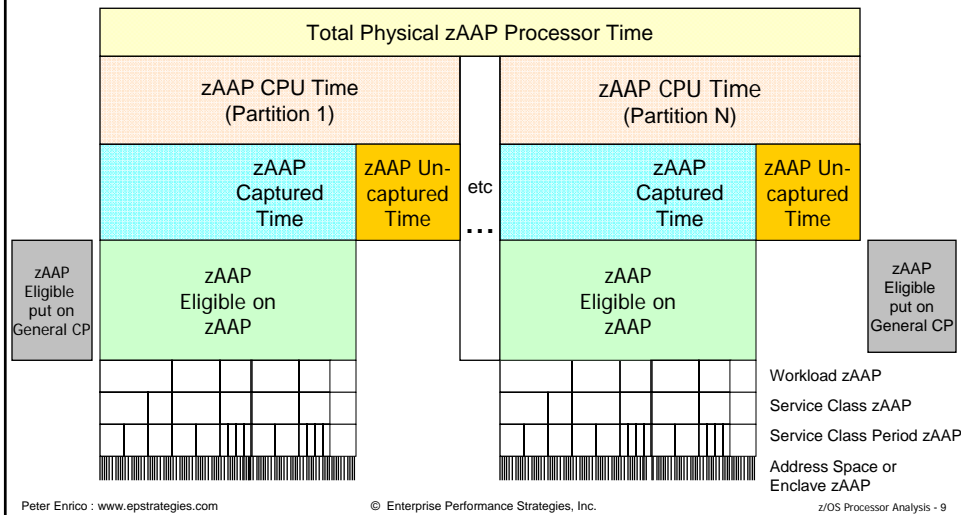 Total Physical zAAP Processor Time
zAAP CPU Time
(Partition 1)
zAAP CPU Time
(Partition N)
zAAP
Captured
Time
zAAP Un-
captured
Time
etc
...
zAAP
Captured
Time
zAAP Un-
captured
Time
zAAP
Eligible
put on
General CP
zAAP
Eligible on
zAAP
zAAP
Eligible on
zAAP
zAAP
Eligible
put on
General CP
Workload zAAP
Service Class zAAP
Service Class Period zAAP
Address Space or
Enclave zAAP
Peter Enrico : www.epstrategies.com
© Enterprise Performance Strategies, Inc.
z/OS Processor Analysis - 9